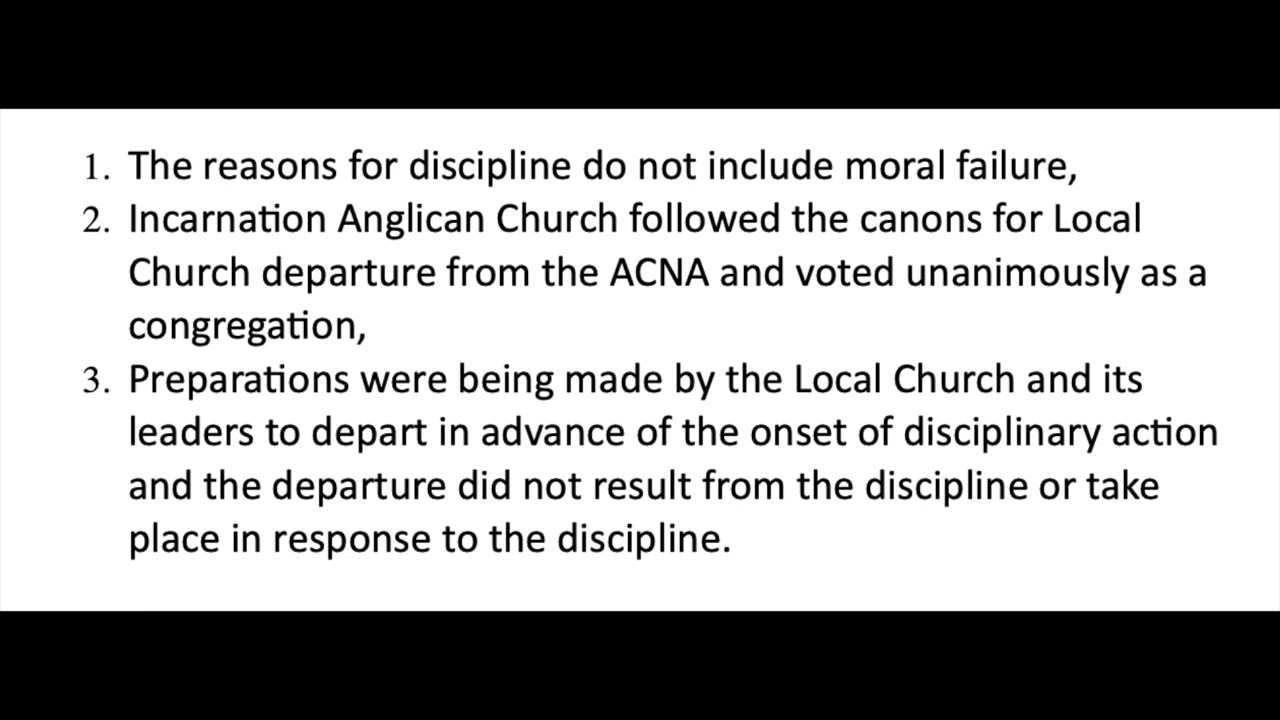 1. The reasons for discipline do not include moral failure,
2. Incarnation Anglican Church followed the canons for Local
Church departure from the ACNA and voted unanimously as a
congregation,
3. Preparations were being made by the Local Church and its
leaders to depart in advance of the onset of disciplinary action
and the departure did not result from the discipline or take
place in response to the discipline.